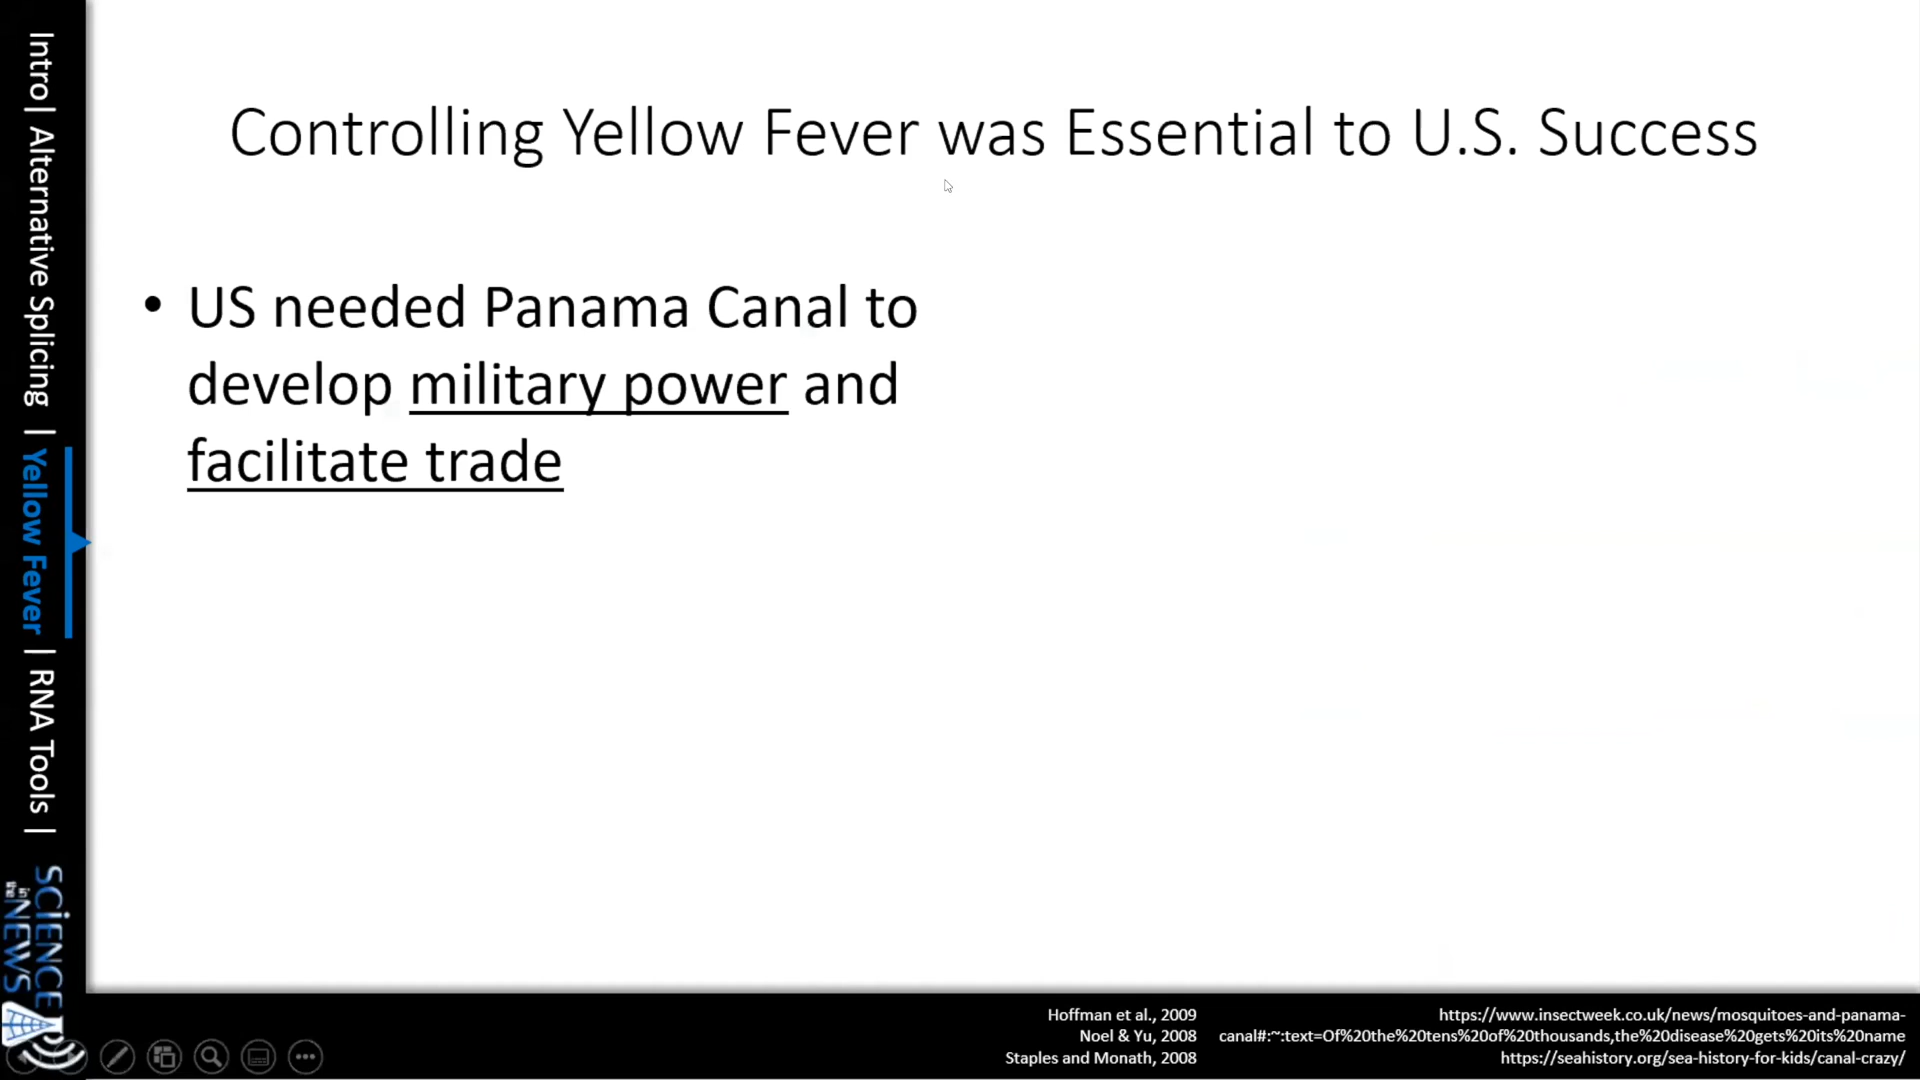 Controlling Yellow Fever was Essential to U.S. Success
• US needed Panama Canal to
develop military power and
facilitate trade
Intro| Alternative Splicing | Yellow Fever | RNA Tools |
SCIENCE
in the
NEWS
Hoffman et al., 2009
Noel & Yu, 2008
Staples and Monath, 2008
https://www.insectweek.co.uk/news/mosquitoes-and-panama-
canal#:~:text=Of%20the%20tens%20of%20thousands,the%20disease%20gets%20its%20name
https://seahistory.org/sea-history-for-kids/canal-crazy/